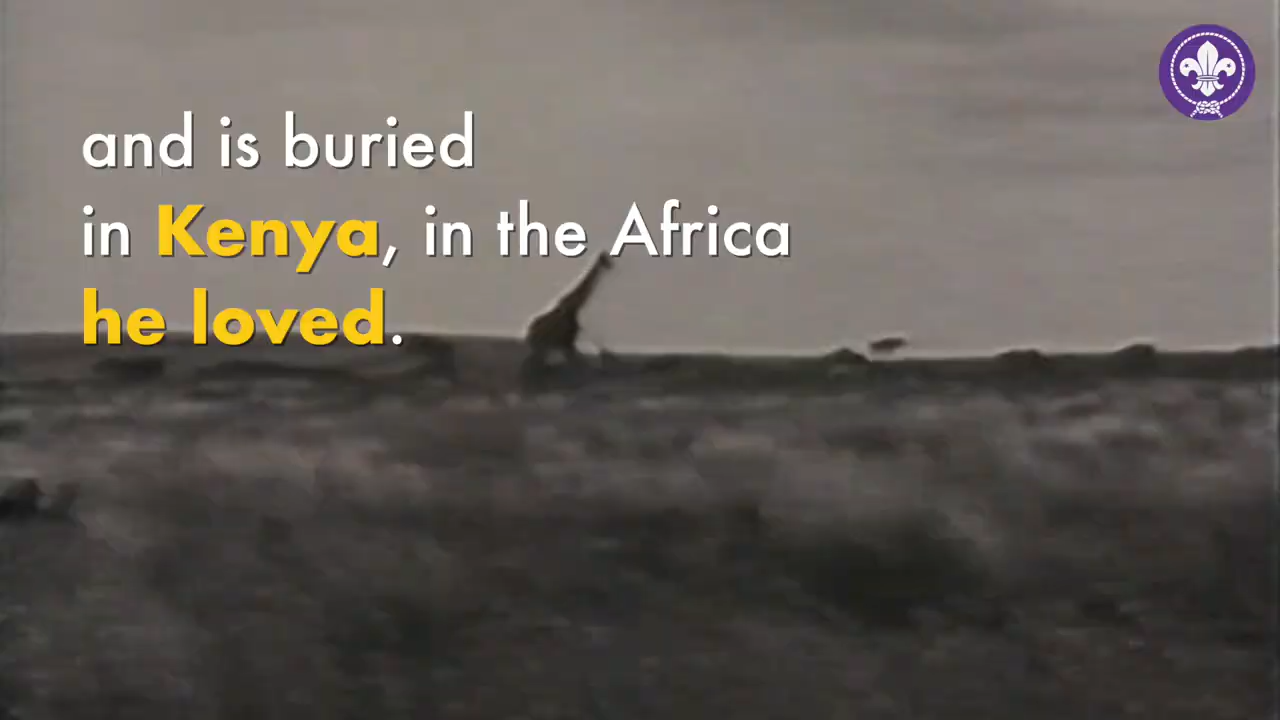 and is buried
in Kenya, in the Africa
he loved.